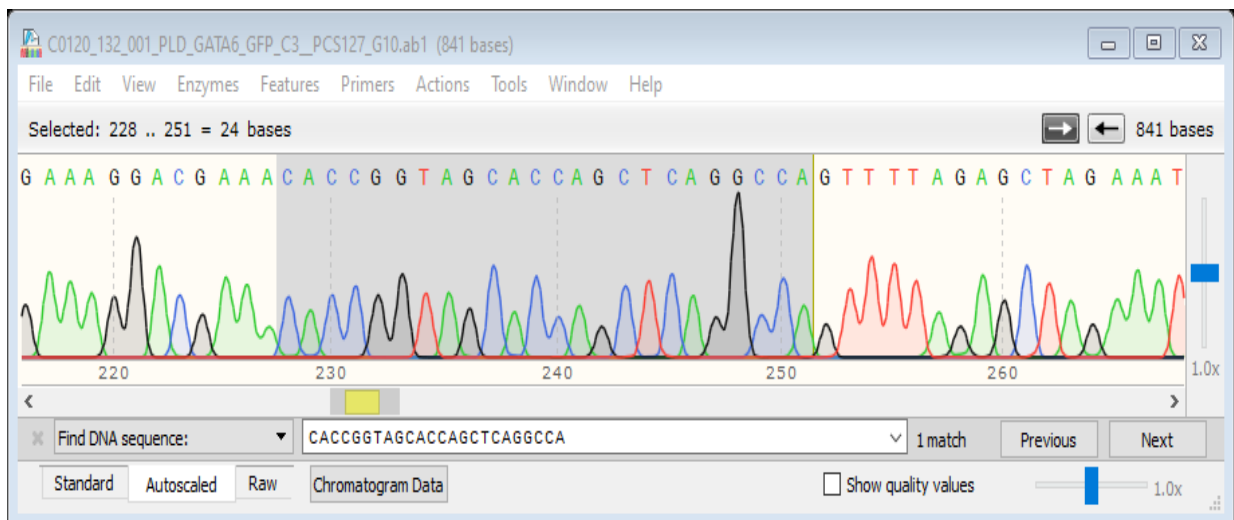 C0120_132_001_PLD_GATA6_GFP_C3__PCS127_G10.ab1 (841 bases)
File Edit View Enzymes Features Primers Actions Tools Window Help
Selected: 228 .. 251 = 24 bases
841 bases
G A A A G G A C G A A A C A C C G G T A G C A C C A G C T C A G G C C A G T T T T A G A G C T A G A A A T
220 230 240 250 260
1.0x
Find DNA sequence: CACCGGTAGCACCAGCTCAGGCCA 1 match Previous Next
Standard Autoscaled Raw Chromatogram Data Show quality values 1.0x